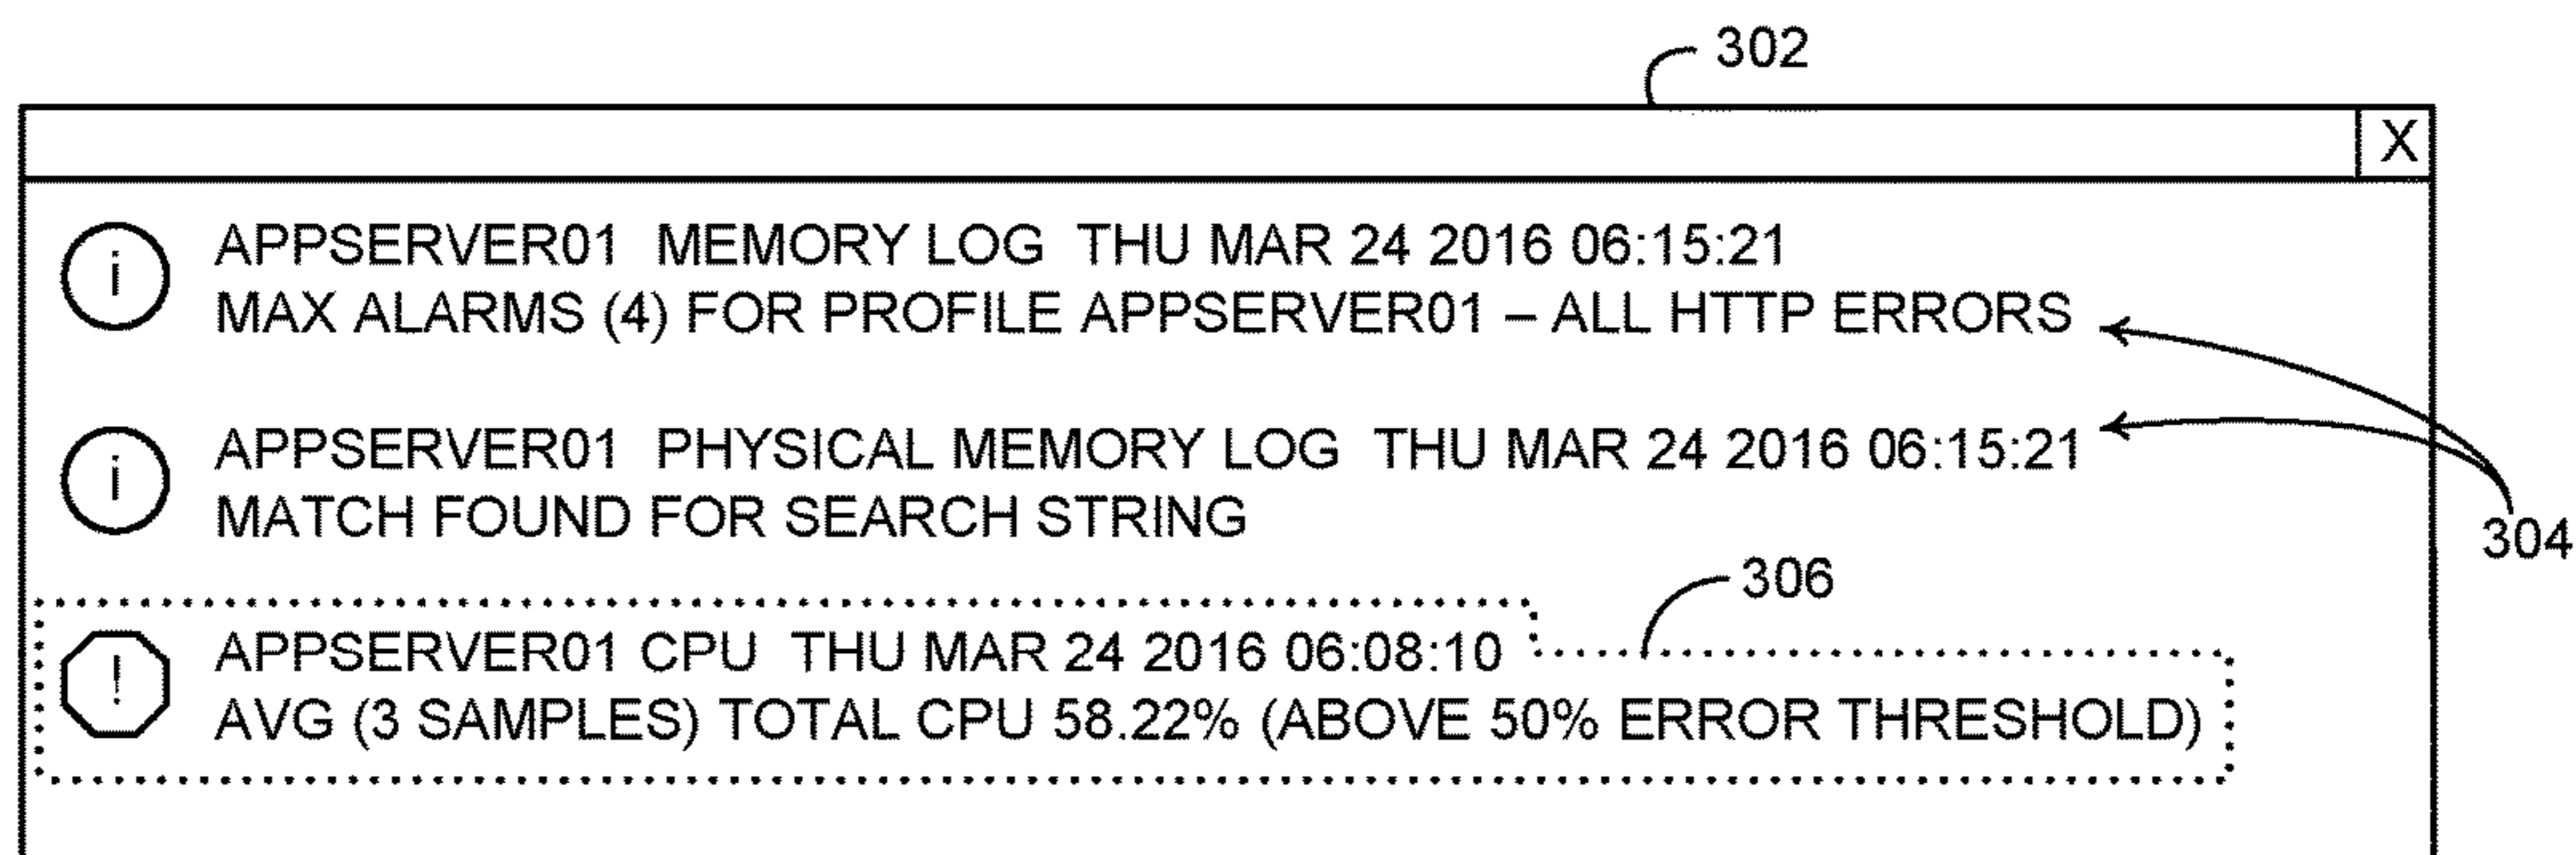 302
X
i APPSERVER01 MEMORY LOG THU MAR 24 2016 06:15:21
MAX ALARMS (4) FOR PROFILE APPSERVER01 – ALL HTTP ERRORS
i APPSERVER01 PHYSICAL MEMORY LOG THU MAR 24 2016 06:15:21
MATCH FOUND FOR SEARCH STRING
304
306
! APPSERVER01 CPU THU MAR 24 2016 06:08:10
AVG (3 SAMPLES) TOTAL CPU 58.22% (ABOVE 50% ERROR THRESHOLD)